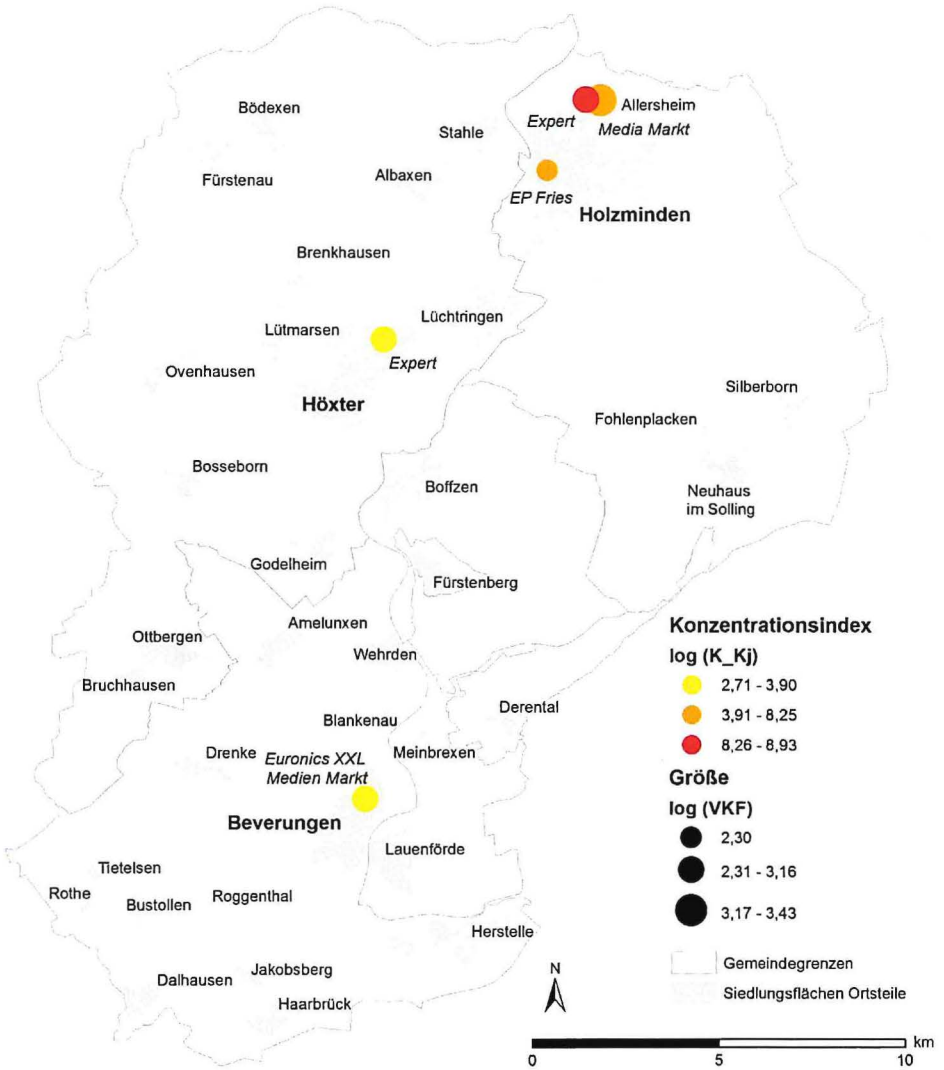 Bödexen
Stahle
Expert
Allersheim
Media Markt
Fürstenau
Albaxen
EP Fries
Holzminden
Brenkhausen
Lütmarsen
Lüchtringen
Expert
Ovenhausen
Höxter
Silberborn
Fohlenplacken
Bosseborn
Boffzen
Neuhaus
im Solling
Godelheim
Fürstenberg
Amelunxen
Ottbergen
Wehrden
Bruchhausen
Derental
Blankenau
Drenke
Euronics XXL
Medien Markt
Meinbrexen
Beverungen
Lauenförde
Tietelsen
Rothe
Bustollen
Roggenthal
Herstelle
Dalhausen
Jakobsberg
Haarbrück
Konzentrationsindex
log (K_Kj)
2,71 - 3,90
3,91 - 8,25
8,26 - 8,93
Größe
log (VKF)
2,30
2,31 - 3,16
3,17 - 3,43
Gemeindegrenzen
Siedlungsflächen Ortsteile
N
km
0 5 10